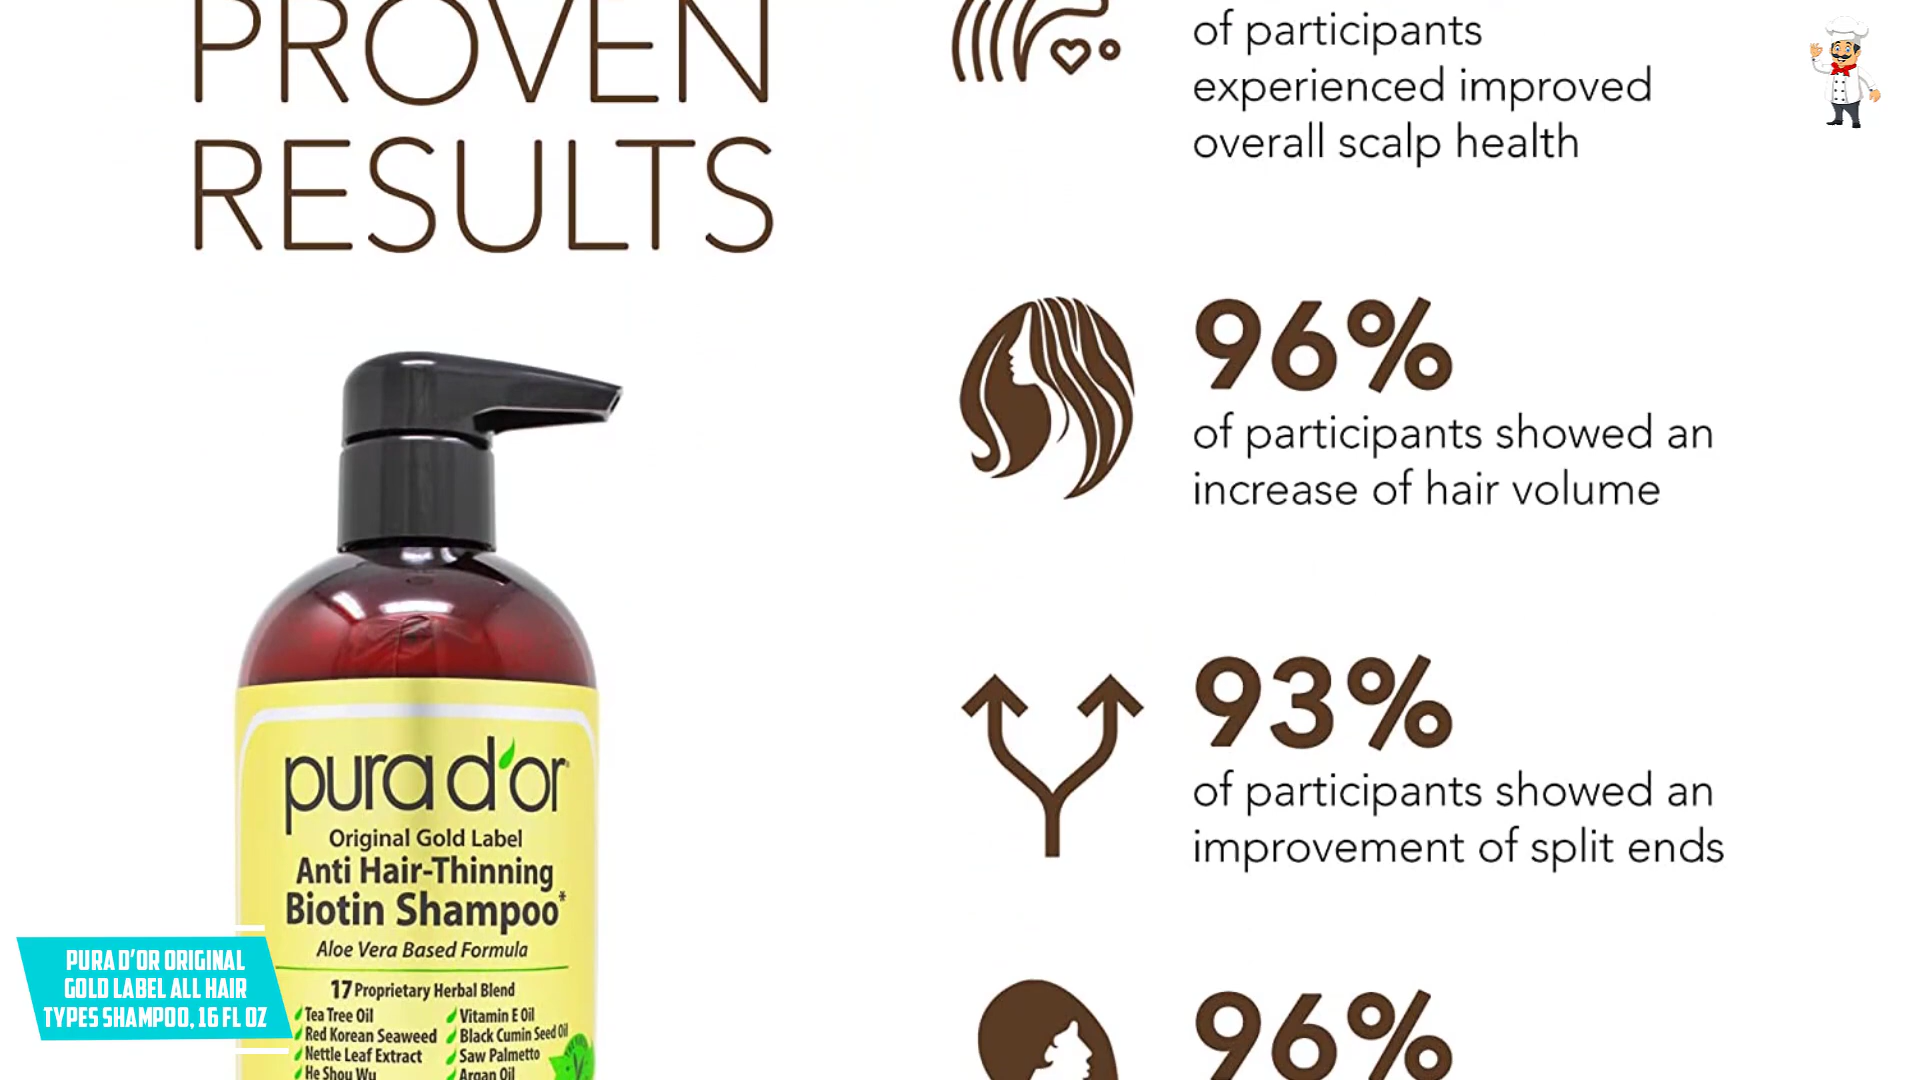 PROVEN
RESULTS
of participants
experienced improved
overall scalp health
96%
of participants showed an
increase of hair volume
93%
of participants showed an
improvement of split ends
96%
pura d'or
Original Gold Label
Anti Hair-Thinning
Biotin Shampoo*
Aloe Vera Based Formula
17 Proprietary Herbal Blend
Tea Tree Oil
Red Korean Seaweed
Nettle Leaf Extract
He Shou Wu
Vitamin E Oil
Black Cumin Seed Oil
Saw Palmetto
Argan Oil
PURA D'OR ORIGINAL
GOLD LABEL ALL HAIR
TYPES SHAMPOO, 16 FL OZ